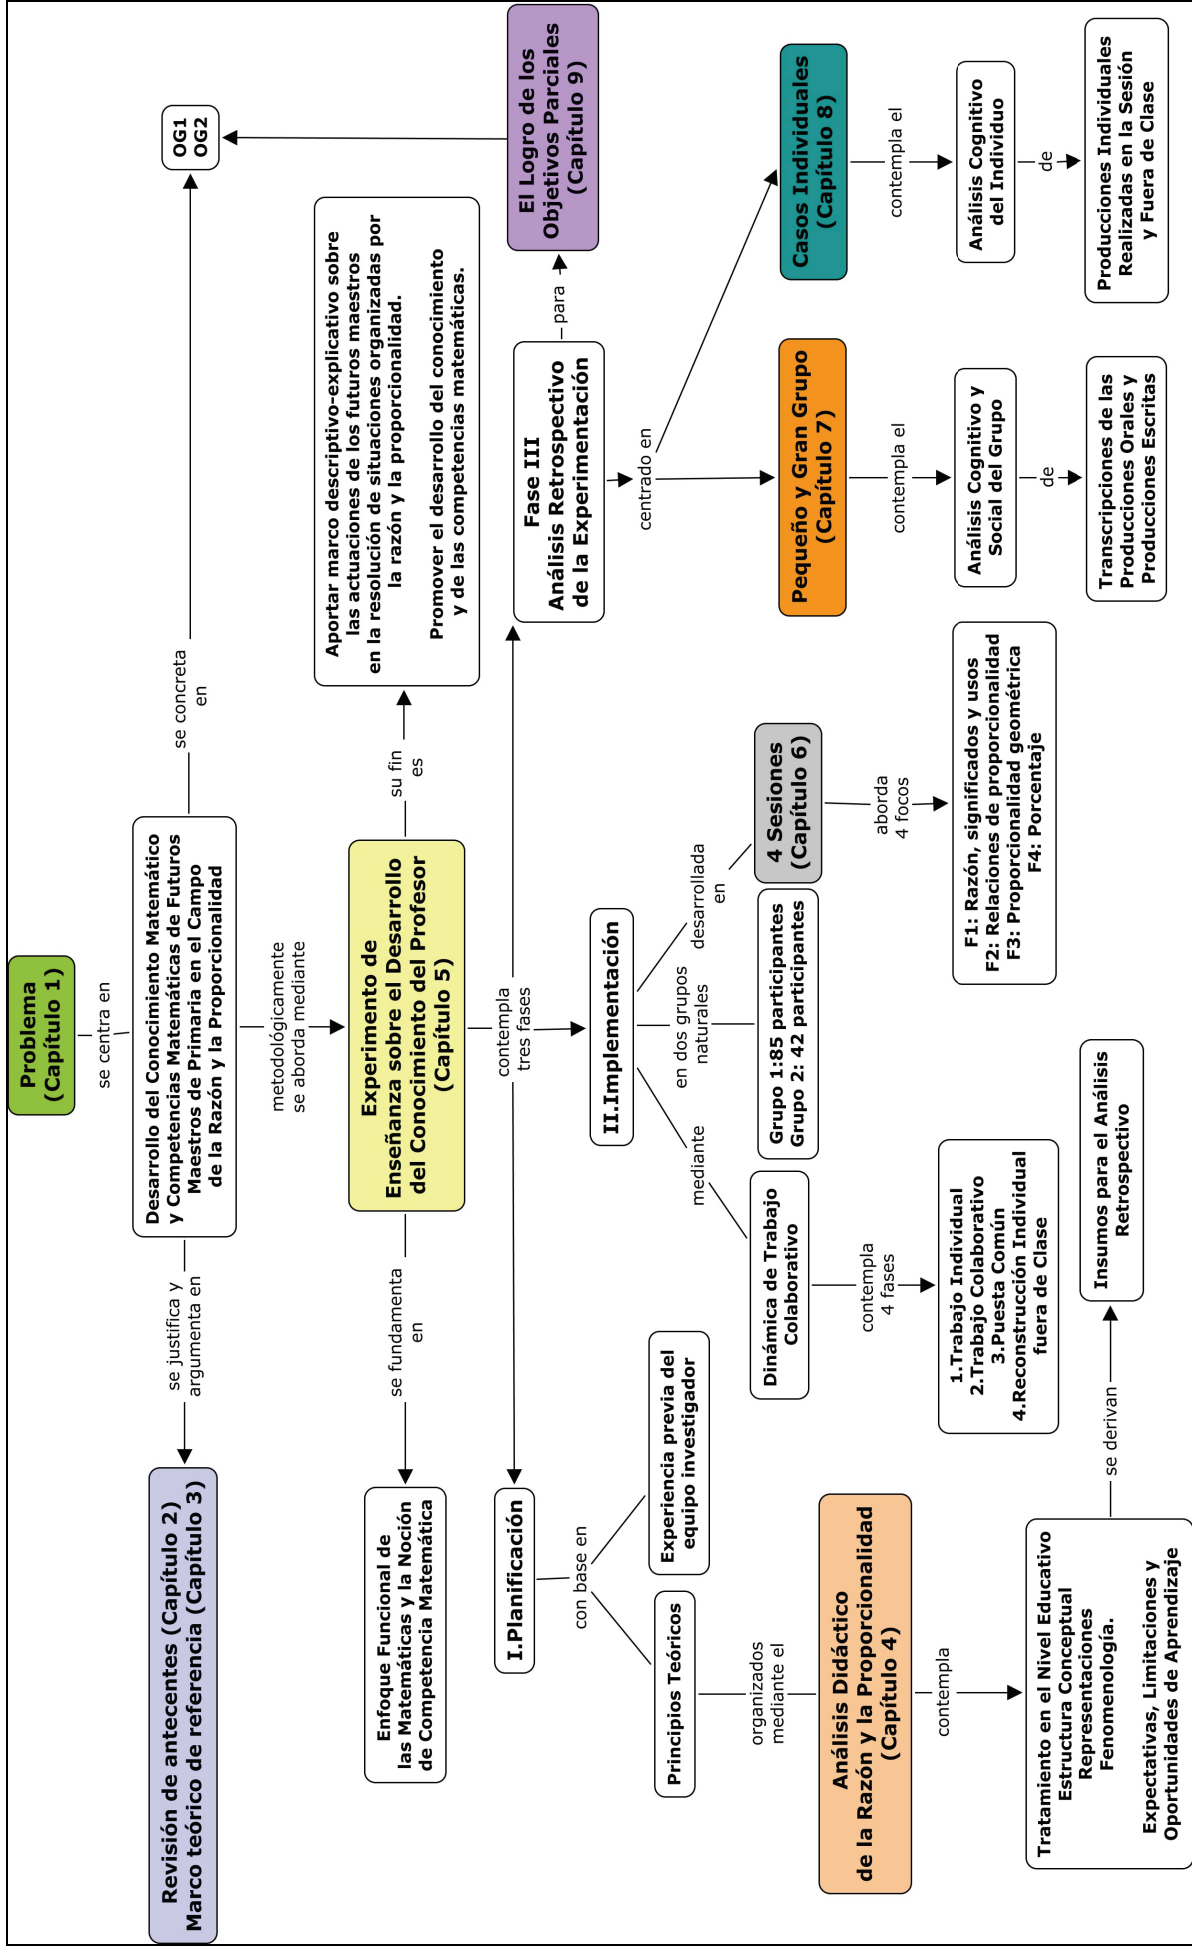 Problema
(Capítulo 1)
se centra en
Desarrollo del Conocimiento Matemático
y Competencias Matemáticas de Futuros
Maestros de Primaria en el Campo
de la Razón y la Proporcionalidad
se justifica y
argumenta en
Revisión de antecentes (Capítulo 2)
Marco teórico de referencia (Capítulo 3)
se concreta
en
OG1
OG2
metodológicamente
se aborda mediante
Experimento de
Enseñanza sobre el Desarrollo
del Conocimiento del Profesor
(Capítulo 5)
se fundamenta
en
Enfoque Funcional de
las Matemáticas y la Noción
de Competencia Matemática
su fin
es
Aportar marco descriptivo-explicativo sobre
las actuaciones de los futuros maestros
en la resolución de situaciones organizadas por
la razón y la proporcionalidad.
Promover el desarrollo del conocimiento
y de las competencias matemáticas.
contempla
tres fases
I.Planificación
con base en
Principios Teóricos
Experiencia previa del
equipo investigador
organizados
mediante el
Análisis Didáctico
de la Razón y la Proporcionalidad
(Capítulo 4)
contempla
Tratamiento en el Nivel Educativo
Estructura Conceptual
Representaciones
Fenomenología.
Expectativas, Limitaciones y
Oportunidades de Aprendizaje
se derivan
Insumos para el Análisis
Retrospectivo
II.Implementación
mediante
Dinámica de Trabajo
Colaborativo
contempla
4 fases
1.Trabajo Individual
2.Trabajo Colaborativo
3.Puesta Común
4.Reconstrucción Individual
fuera de Clase
en dos grupos
naturales
Grupo 1:85 participantes
Grupo 2: 42 participantes
desarrollada
en
4 Sesiones
(Capítulo 6)
aborda
4 focos
F1: Razón, significados y usos
F2: Relaciones de proporcionalidad
F3: Proporcionalidad geométrica
F4: Porcentaje
Fase III
Análisis Retrospectivo
de la Experimentación
para
El Logro de los
Objetivos Parciales
(Capítulo 9)
centrado en
Pequeño y Gran Grupo
(Capítulo 7)
contempla el
Análisis Cognitivo y
Social del Grupo
de
Transcripciones de las
Producciones Orales y
Producciones Escritas
Casos Individuales
(Capítulo 8)
contempla el
Análisis Cognitivo
del Individuo
de
Producciones Individuales
Realizadas en la Sesión
y Fuera de Clase